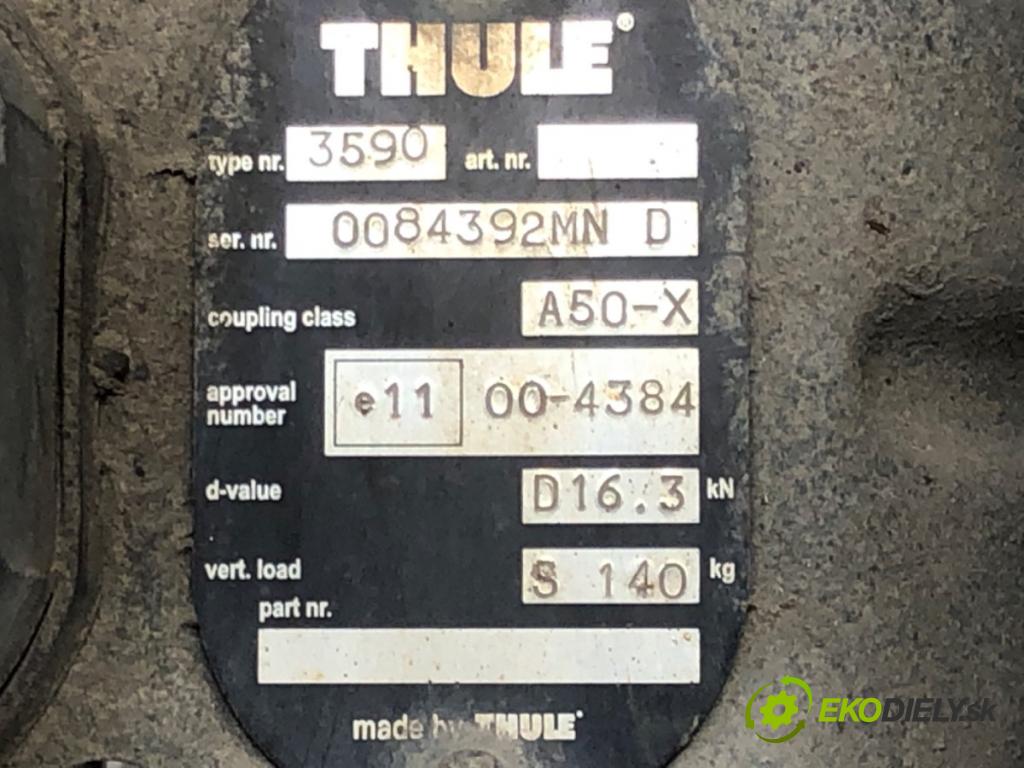 THULE®
type nr. 3590 art. nr.
ser. nr. 0084392MN D
coupling class A50-X
approval number e11 00-4384
d-value D16.3 kN
vert. load S 140 kg
part nr.
made by THULE
EKODIELY.sk